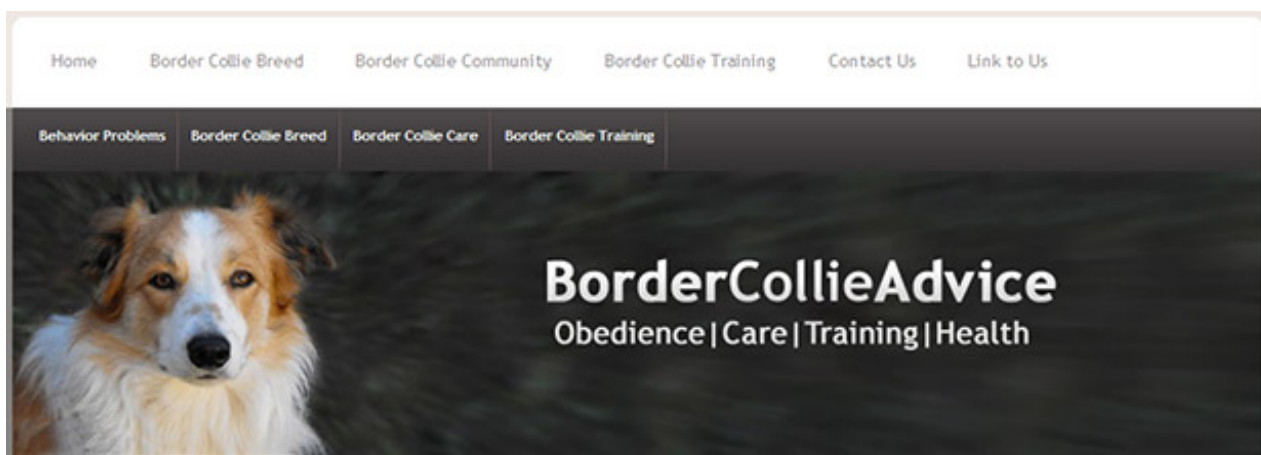 Home Border Collie Breed Border Collie Community Border Collie Training Contact Us Link to Us
Behavior Problems Border Collie Breed Border Collie Care Border Collie Training
BorderCollieAdvice
Obedience|Care|Training|Health